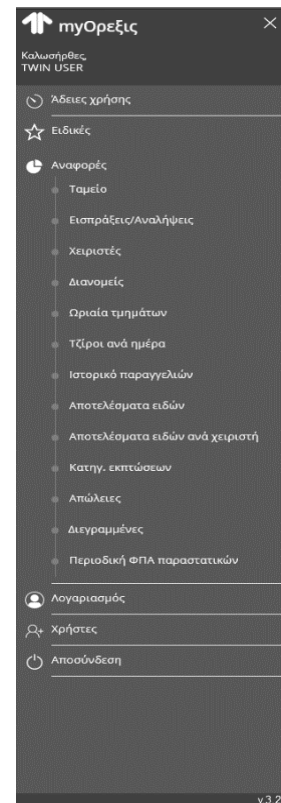 myΟρεξις
Καλωσήρθες,
TWIN USER
Άδειες χρήσης
Ειδικές
Αναφορές
Ταμείο
Εισπράξεις/Αναλήψεις
Χειριστές
Διανομείς
Ωριαία τμημάτων
Τζίροι ανά ημέρα
Ιστορικό παραγγελιών
Αποτελέσματα ειδών
Αποτελέσματα ειδών ανά χειριστή
Κατηγ. εκπτώσεων
Απώλειες
Διεγραμμένες
Περιοδική ΦΠΑ παραστατικών
Λογαριασμός
Χρήστες
Αποσύνδεση
v.3.2